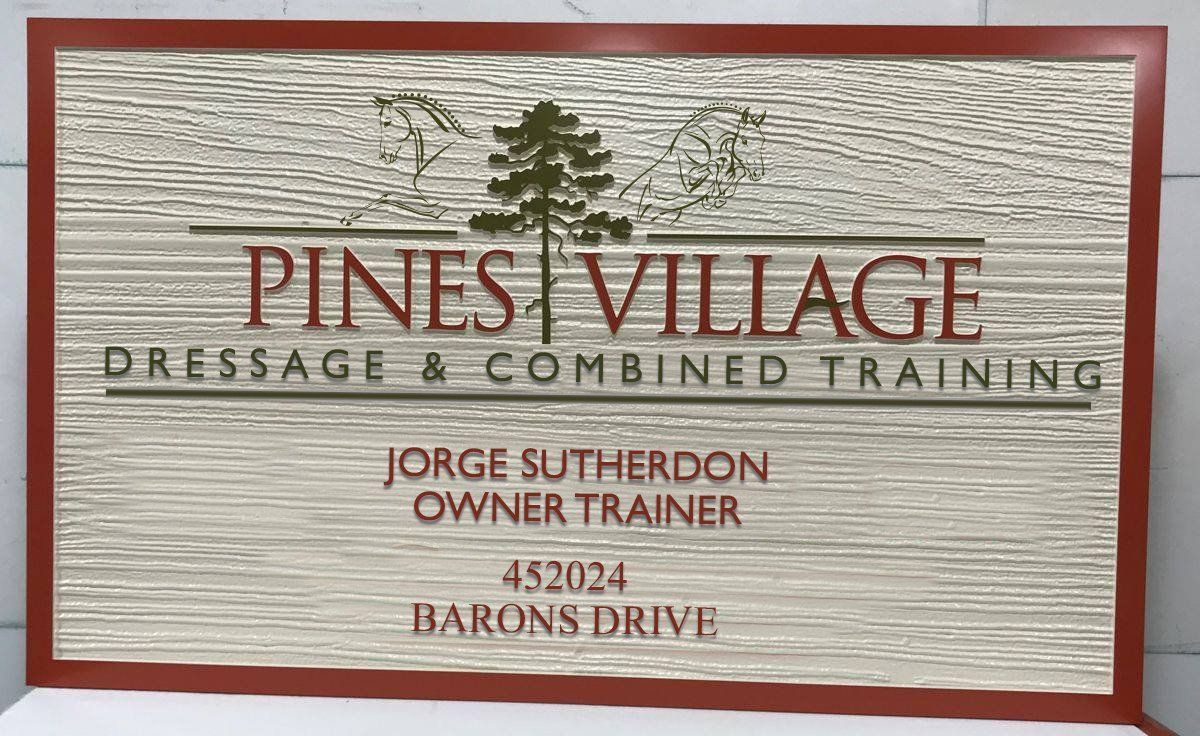 PINES VILLAGE
DRESSAGE & COMBINED TRAINING
JORGE SUTHERDON
OWNER TRAINER
452024
BARONS DRIVE